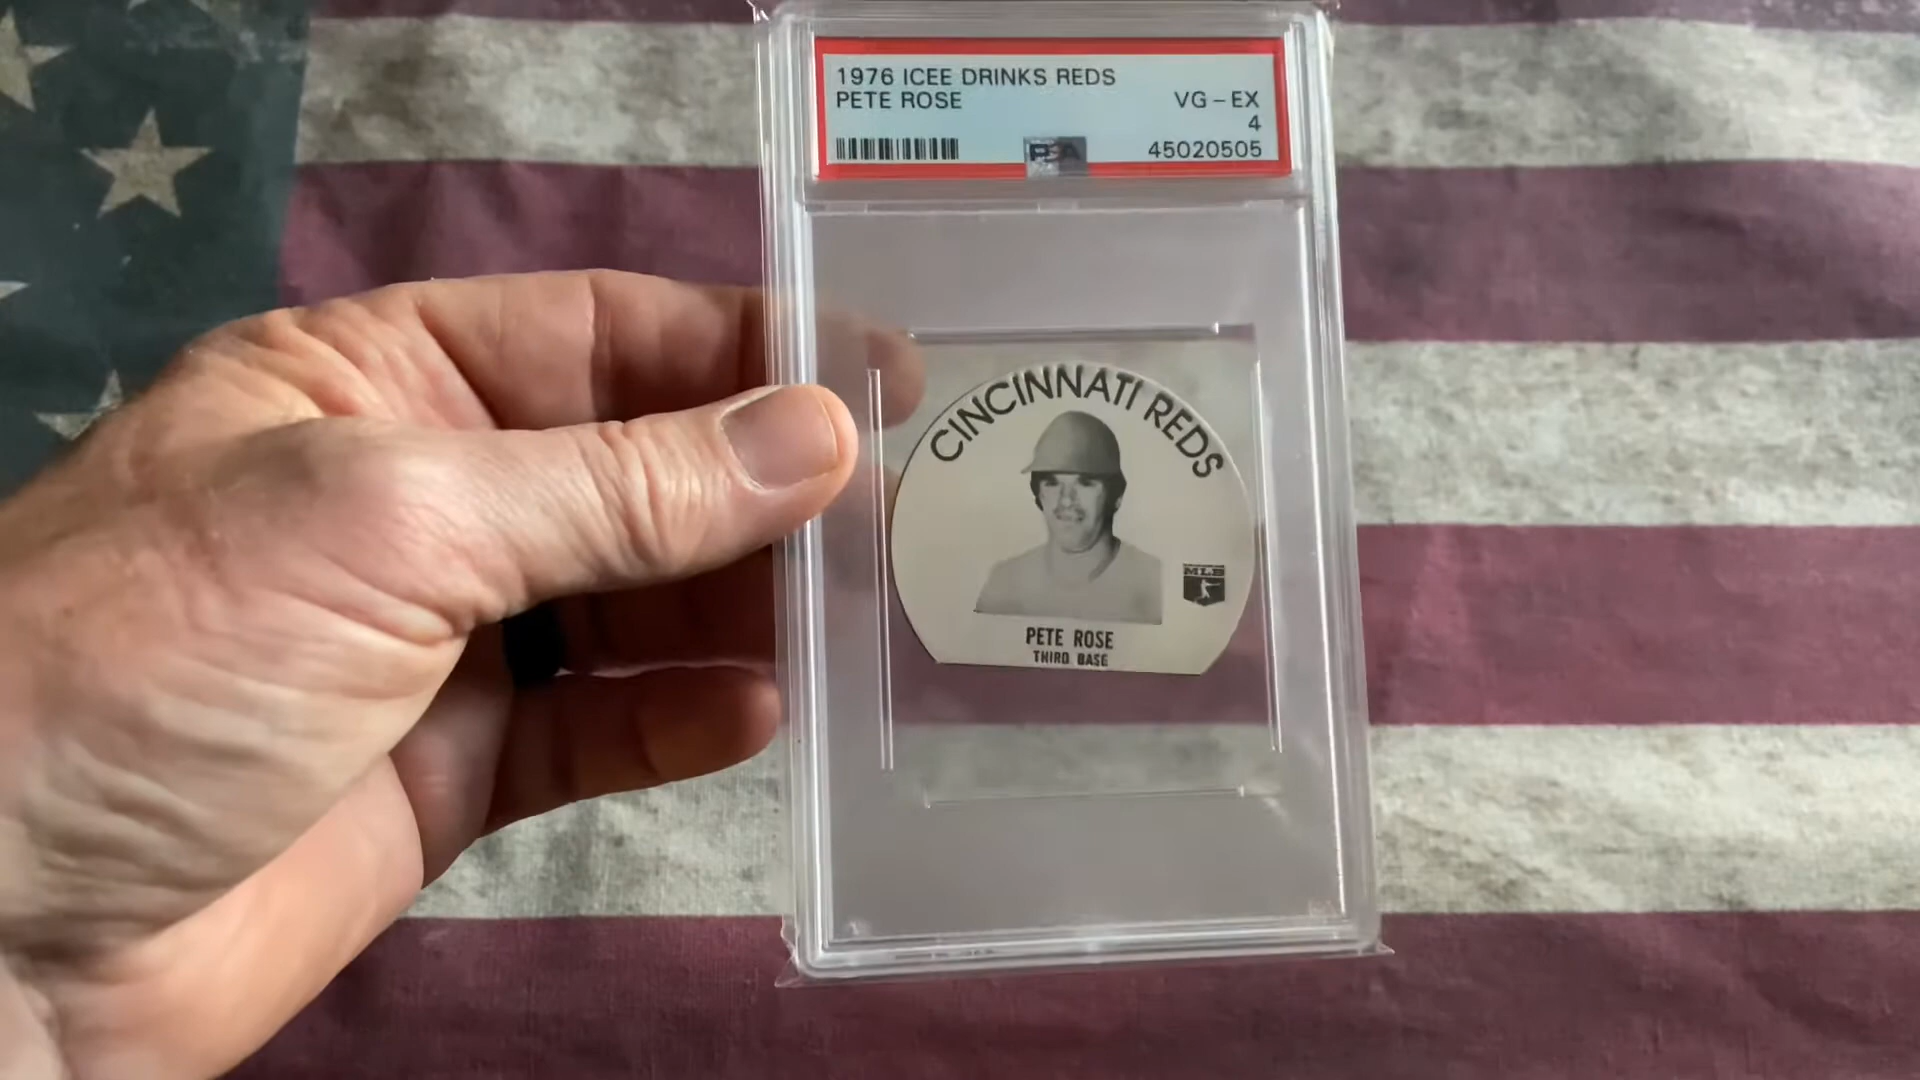 1976 ICEE DRINKS REDS
PETE ROSE VG - EX
4
PSA 45020505
CINCINNATI REDS
MLB
PETE ROSE
THIRD BASE